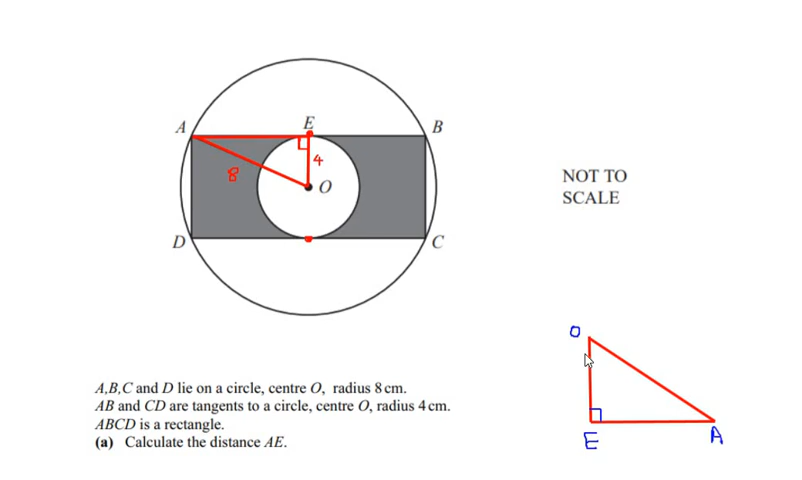 A
E
B
4
8
O
D
C
NOT TO
SCALE
O
E
A
A,B,C and D lie on a circle, centre O, radius 8 cm.
AB and CD are tangents to a circle, centre O, radius 4 cm.
ABCD is a rectangle.
(a) Calculate the distance AE.